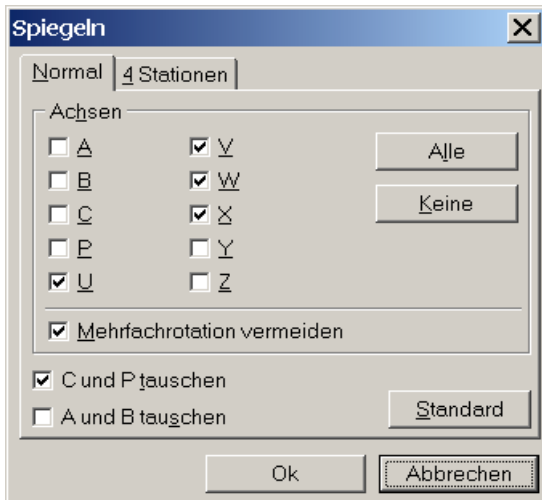 Spiegeln
Normal 4 Stationen
Achsen
A V Alle
B W Keine
C X
P Y
U Z
Mehrfachrotation vermeiden
C und P tauschen
A und B tauschen Standard
Ok Abbrechen